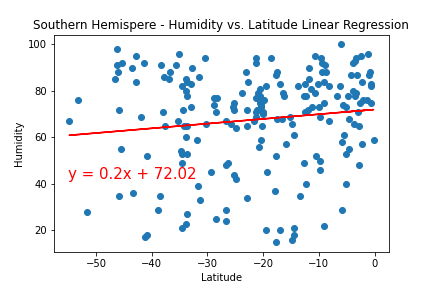 Southern Hemispere - Humidity vs. Latitude Linear Regression
100
80
60
40
20
Humidity
y = 0.2x + 72.02
−50
−40
−30
−20
−10
0
Latitude